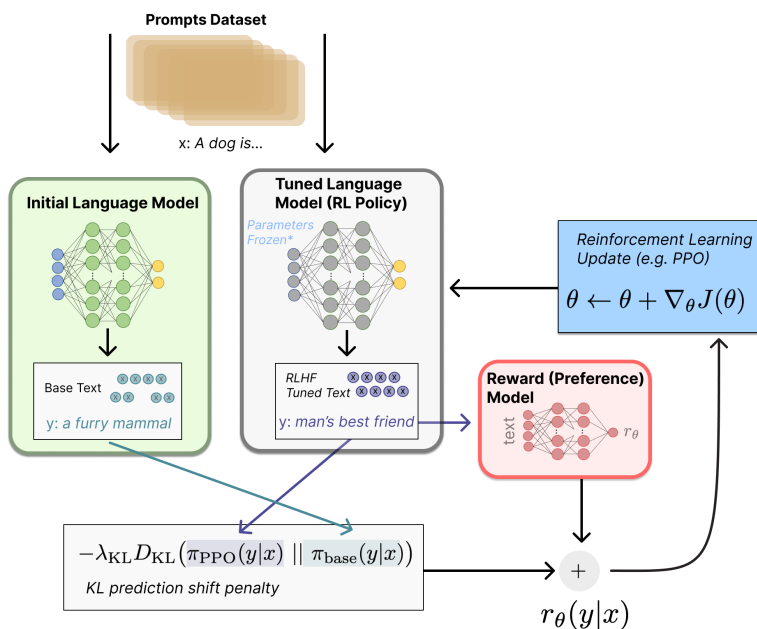 Prompts Dataset
x: A dog is...
Initial Language Model
Tuned Language
Model (RL Policy)
Parameters
Frozen*
Reinforcement Learning
Update (e.g. PPO)
θ ← θ + ∇θJ(θ)
Base Text
x x x x
x x x x
y: a furry mammal
RLHF
Tuned Text
x x x x
x x x x
y: man's best friend
Reward (Preference)
Model
text
rθ
−λKL DKL(πPPO(y|x) || πbase(y|x))
KL prediction shift penalty
+
rθ(y|x)